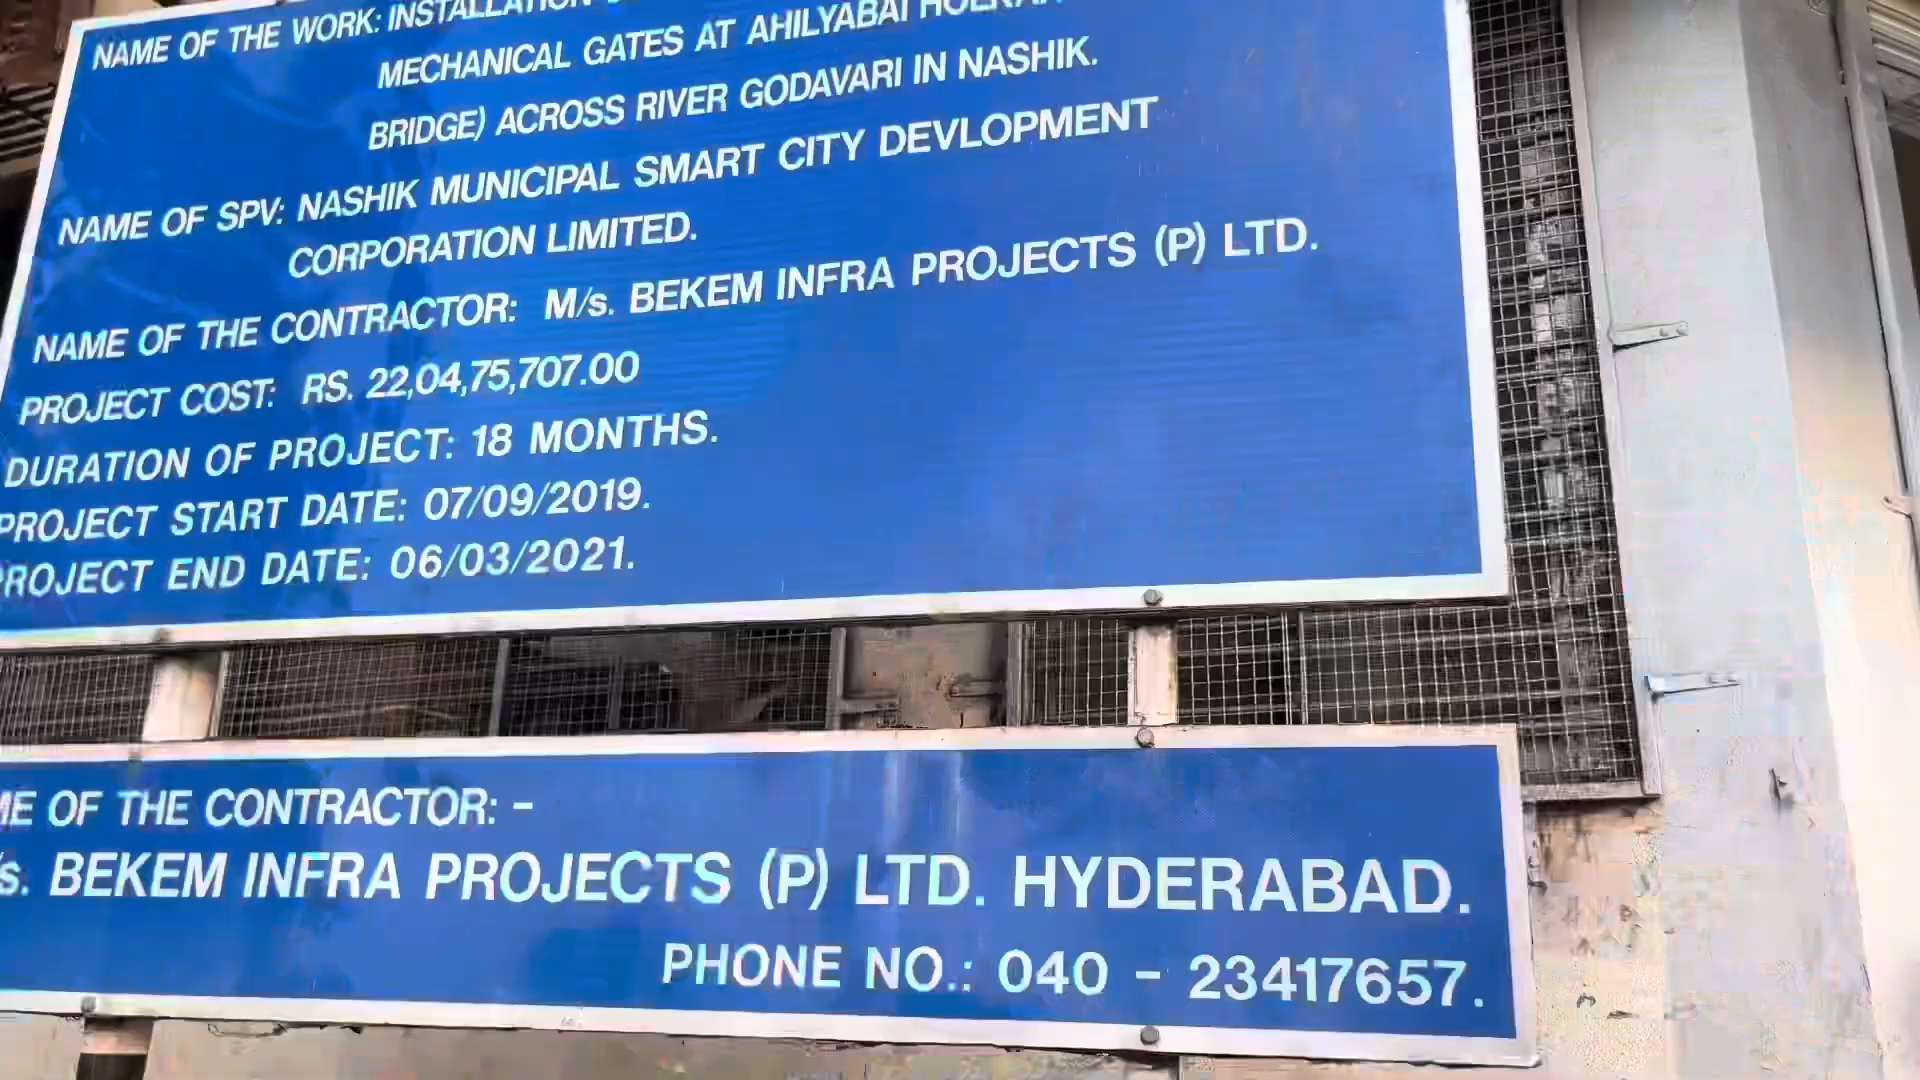 NAME OF THE WORK: INSTALLATION
MECHANICAL GATES AT AHILYABAI
BRIDGE) ACROSS RIVER GODAVARI IN NASHIK.
NAME OF SPV: NASHIK MUNICIPAL SMART CITY DEVLOPMENT
CORPORATION LIMITED.
NAME OF THE CONTRACTOR: M/s. BEKEM INFRA PROJECTS (P) LTD.
PROJECT COST: RS. 22,04,75,707.00
DURATION OF PROJECT: 18 MONTHS.
PROJECT START DATE: 07/09/2019.
PROJECT END DATE: 06/03/2021.
OF THE CONTRACTOR: –
BEKEM INFRA PROJECTS (P) LTD. HYDERABAD.
PHONE NO.: 040 – 23417657.